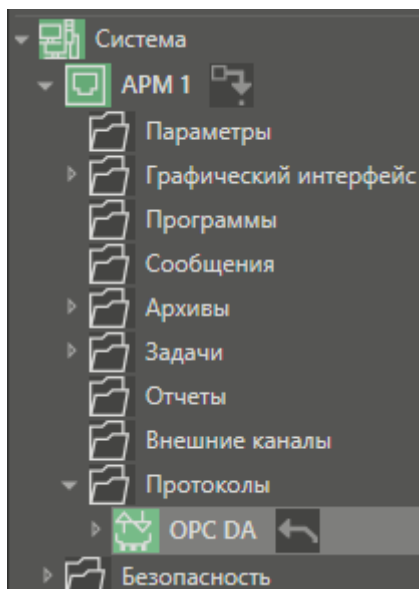 Система
АРМ 1
Параметры
Графический интерфейс
Программы
Сообщения
Архивы
Задачи
Отчеты
Внешние каналы
Протоколы
OPC DA
Безопасность